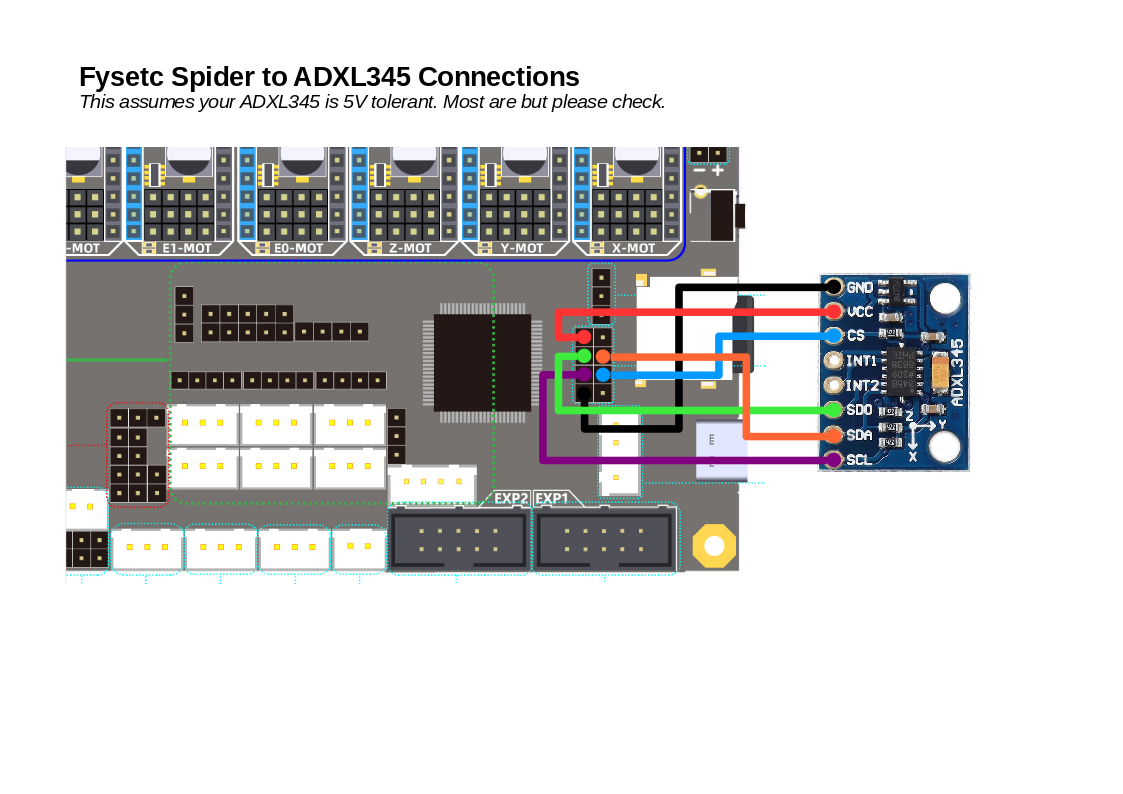 Fysetc Spider to ADXL345 Connections
This assumes your ADXL345 is 5V tolerant. Most are but please check.
- +
-MOT
E1-MOT
E0-MOT
Z-MOT
Y-MOT
X-MOT
GND
VCC
CS
INT1
INT2
SDO
SDA
SCL
ADXL345
Z
Y
X
EXP2
EXP1